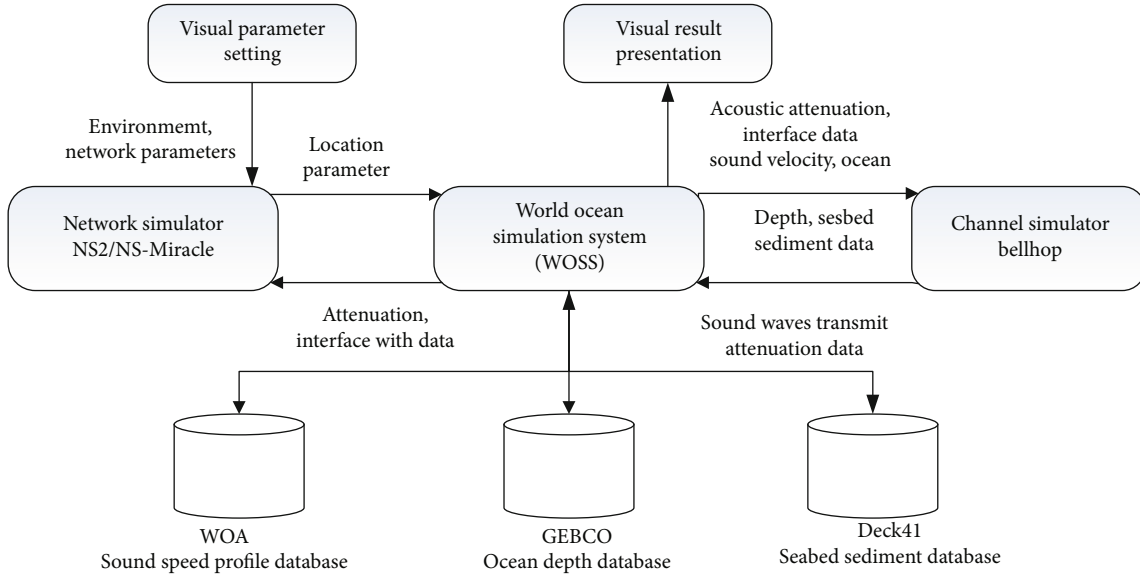 Visual parameter
setting
Visual result
presentation
Environmemt,
network parameters
Location
parameter
Acoustic attenuation,
interface data
sound velocity, ocean
Network simulator
NS2/NS-Miracle
World ocean
simulation system
(WOSS)
Depth, sesbed
sediment data
Channel simulator
bellhop
Attenuation,
interface with data
Sound waves transmit
attenuation data
WOA
Sound speed profile database
GEBCO
Ocean depth database
Deck41
Seabed sediment database